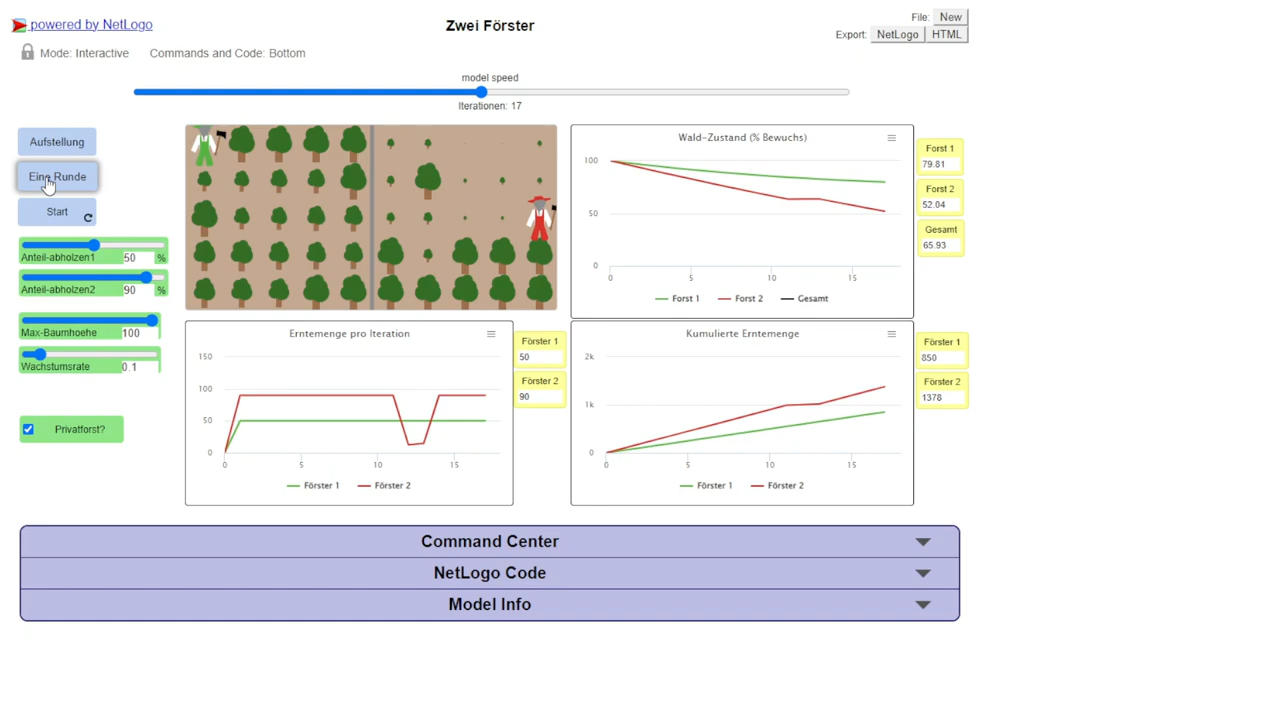 powered by NetLogo
Zwei Förster
File: New
Export: NetLogo HTML
Mode: Interactive Commands and Code: Bottom
model speed
Iterationen: 17
Aufstellung
Eine Runde
Start
Anteil-abholzen1 50 %
Anteil-abholzen2 90 %
Max-Baumhoehe 100
Wachstumsrate 0.1
Privatforst?
Wald-Zustand (% Bewuchs)
100
50
0
0 5 10 15
Forst 1 Forst 2 Gesamt
Forst 1
79.81
Forst 2
52.04
Gesamt
65.93
Erntemenge pro Iteration
150
100
50
0
0 5 10 15
Förster 1 Förster 2
Förster 1
50
Förster 2
90
Kumulierte Erntemenge
2k
1k
0
0 5 10 15
Förster 1 Förster 2
Förster 1
850
Förster 2
1378
Command Center
NetLogo Code
Model Info